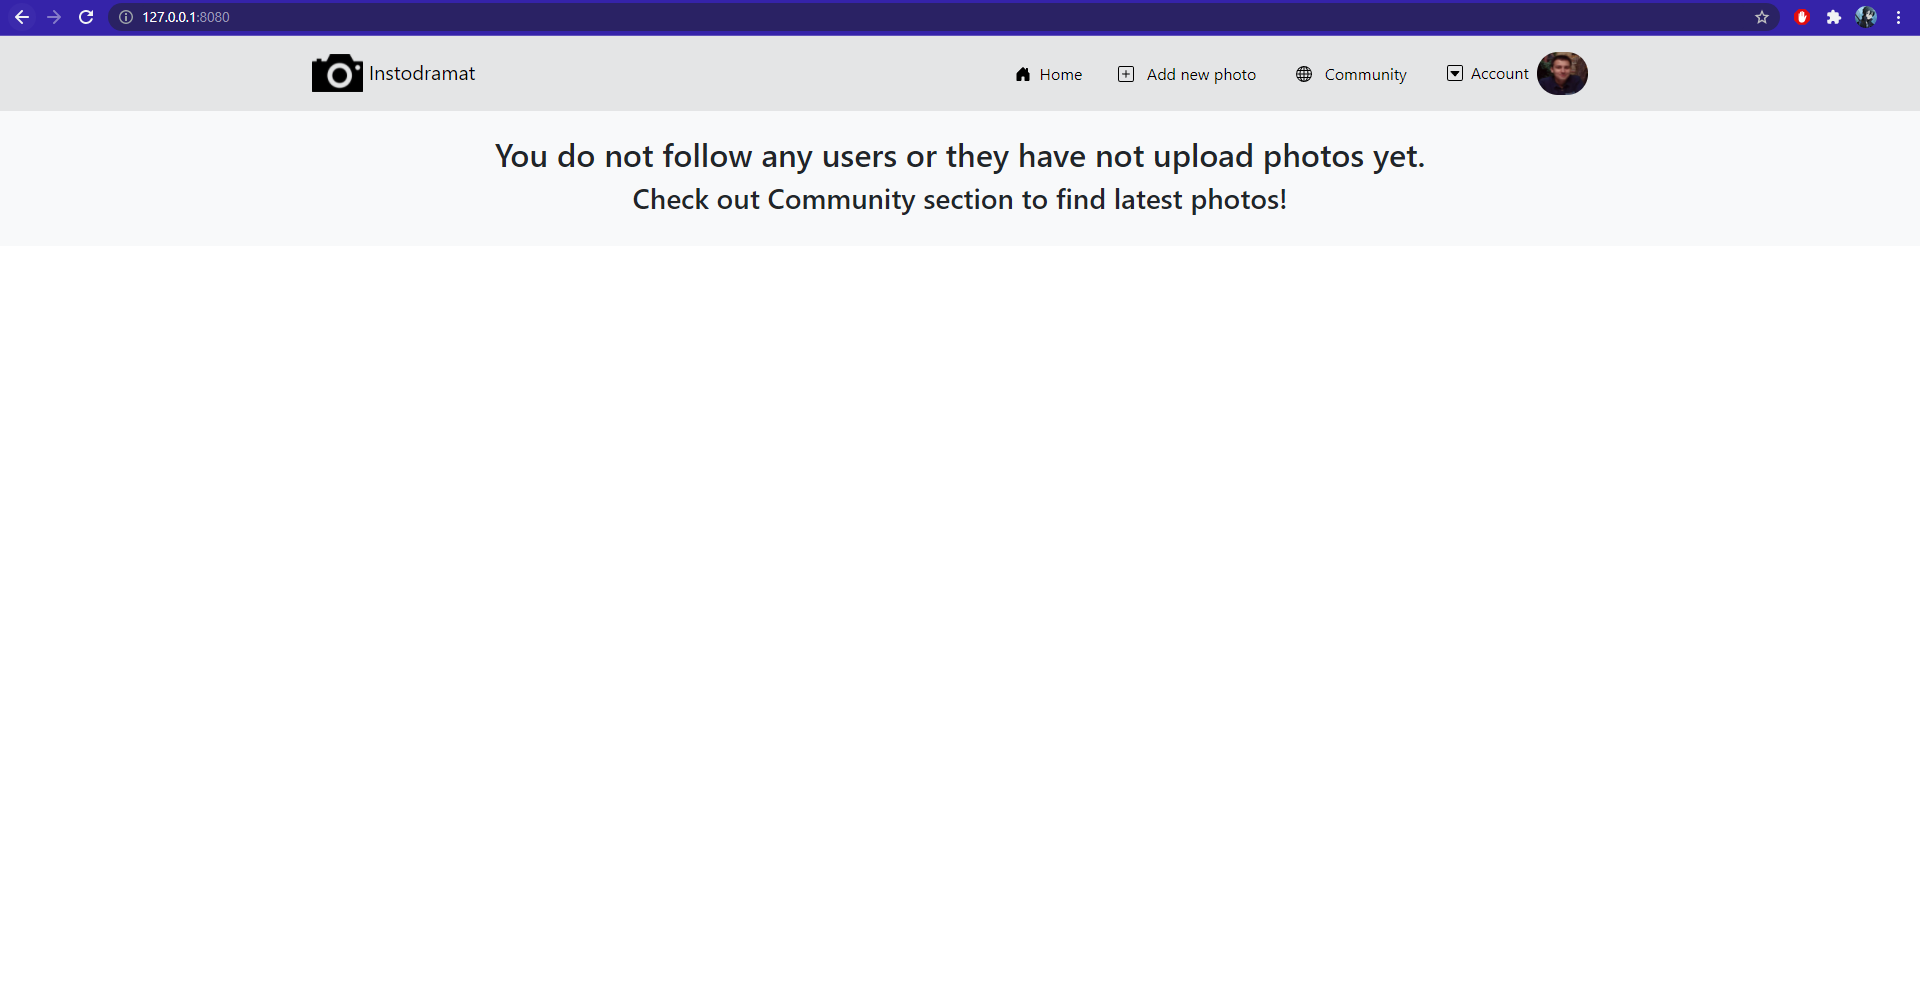 127.0.0.1:8080
Instodramat
Home
Add new photo
Community
Account
You do not follow any users or they have not upload photos yet.
Check out Community section to find latest photos!